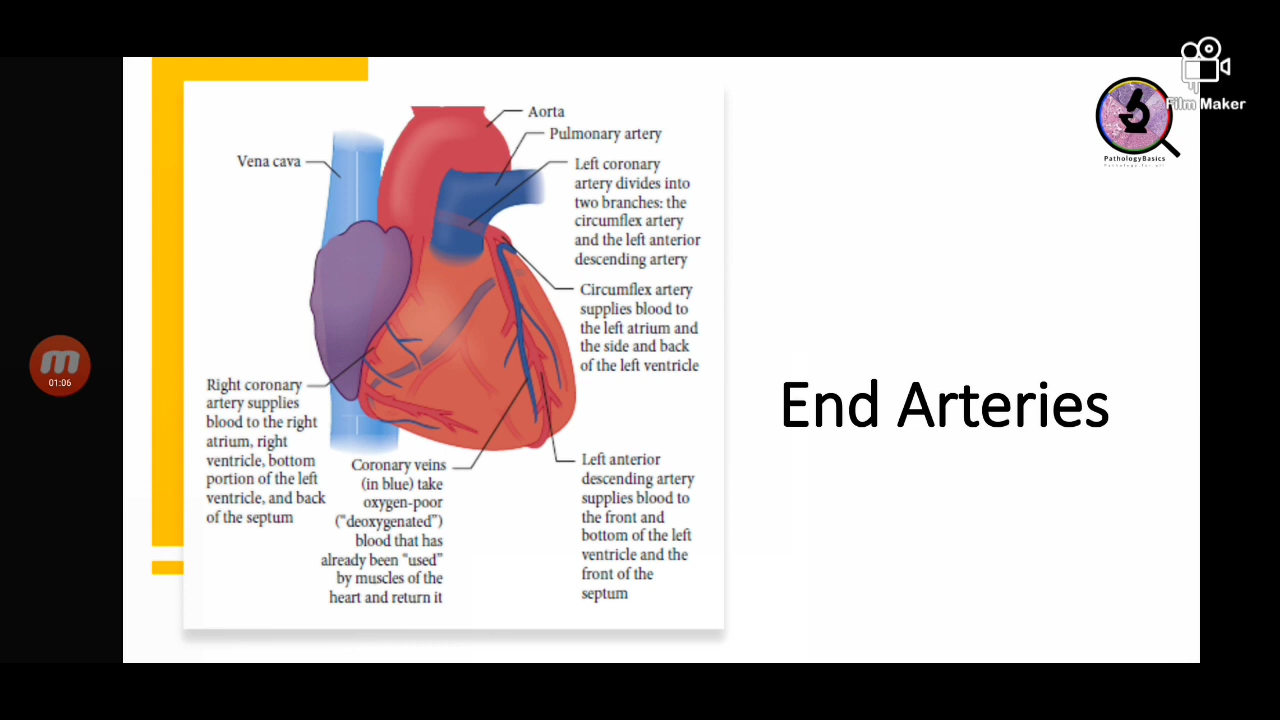 Film Maker
PathologyBasics
Aorta
Pulmonary artery
Vena cava
Left coronary
artery divides into
two branches: the
circumflex artery
and the left anterior
descending artery
Circumflex artery
supplies blood to
the left atrium and
the side and back
of the left ventricle
01:06
Right coronary
artery supplies
blood to the right
atrium, right
ventricle, bottom
portion of the left
ventricle, and back
of the septum
Coronary veins
(in blue) take
oxygen-poor
("deoxygenated")
blood that has
already been "used"
by muscles of the
heart and return it
Left anterior
descending artery
supplies blood to
the front and
bottom of the left
ventricle and the
front of the
septum
End Arteries